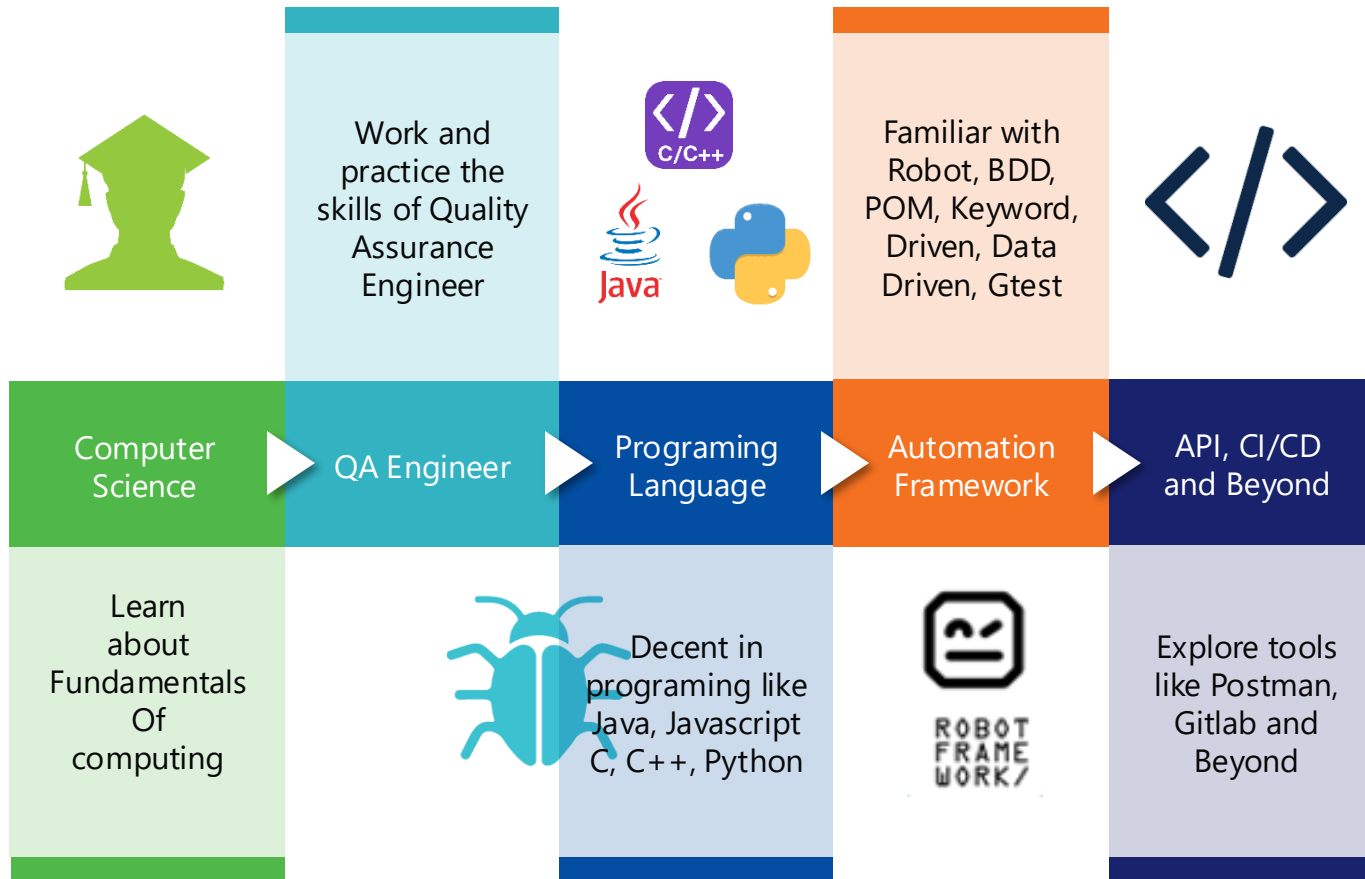 Work and
practice the
skills of Quality
Assurance
Engineer
</>
C/C++
Java
Familiar with
Robot, BDD,
POM, Keyword,
Driven, Data
Driven, Gtest
</>
Computer
Science
QA Engineer
Programing
Language
Automation
Framework
API, CI/CD
and Beyond
Learn
about
Fundamentals
Of
computing
Decent in
programing like
Java, Javascript
C, C++, Python
ROBOT
FRAME
WORK/
Explore tools
like Postman,
Gitlab and
Beyond